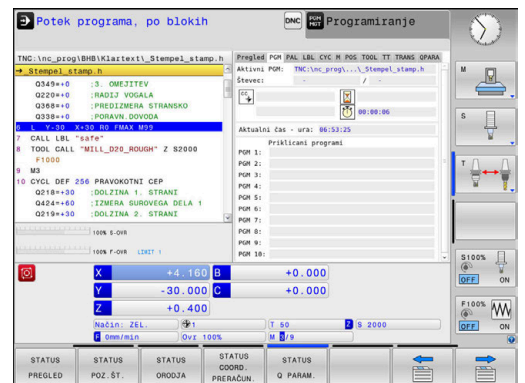 Potek programa, po blokih
DNC
PGM MGT
Programiranje
TNC:\nc_prog\BHB\Klartext\_Stempel_stamp.h
→_Stempel_stamp.h
Q349=+0 ;3. OMEJITEV
Q220=+0 ;RADIJ VOGALA
Q368=+0 ;PREDIZMERA STRANSKO
Q338=+0 ;PORAVN.DOVODA
6 L Y-30 X+30 R0 FMAX M99
7 CALL LBL "safe"
8 TOOL CALL "MILL_D20_ROUGH" Z S2000
F1000
9 M3
10 CYCL DEF 256 PRAVOKOTNI CEP
Q218=+30 ;DOLZINA 1. STRANI
Q424=+60 ;IZMERA SUROVEGA DELA 1
Q219=+30 ;DOLZINA 2. STRANI
100% S-OVR
100% F-OVR LIMIT 1
Pregled PGM PAL LBL CYC M POS TOOL TT TRANS QPARA
Aktivni PGM: TNC:\nc_prog\...\_Stempel_stamp.h
Števec: / -
CC
00:00:06
Aktualni čas - ura: 06:53:25
Priklicani programi
PGM 1:
PGM 2:
PGM 3:
PGM 4:
PGM 5:
PGM 6:
PGM 7:
PGM 8:
PGM 9:
PGM 10:
X +4.160 B +0.000
Y -30.000 C +0.000
Z +0.400
Način: ZEL. 1 T 50 Z S 2000
F 0mm/min Ovr 100% M 5/9
M
S
T
S100%
OFF ON
F100%
OFF ON
STATUS PREGLED
STATUS POZ.ŠT.
STATUS ORODJA
STATUS COORD. PRERAČUN.
STATUS Q PARAM.